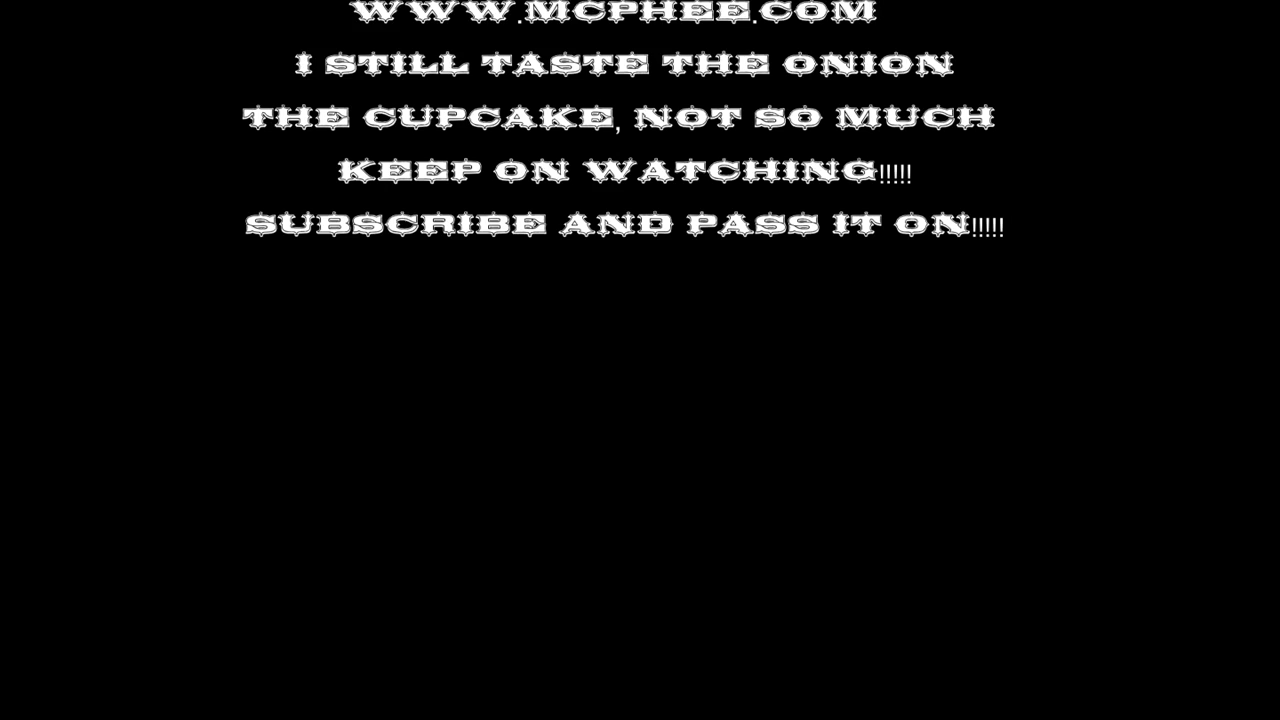 WWW.MCPHEE.COM
I STILL TASTE THE ONION
THE CUPCAKE, NOT SO MUCH
KEEP ON WATCHING!!!!!
SUBSCRIBE AND PASS IT ON!!!!!